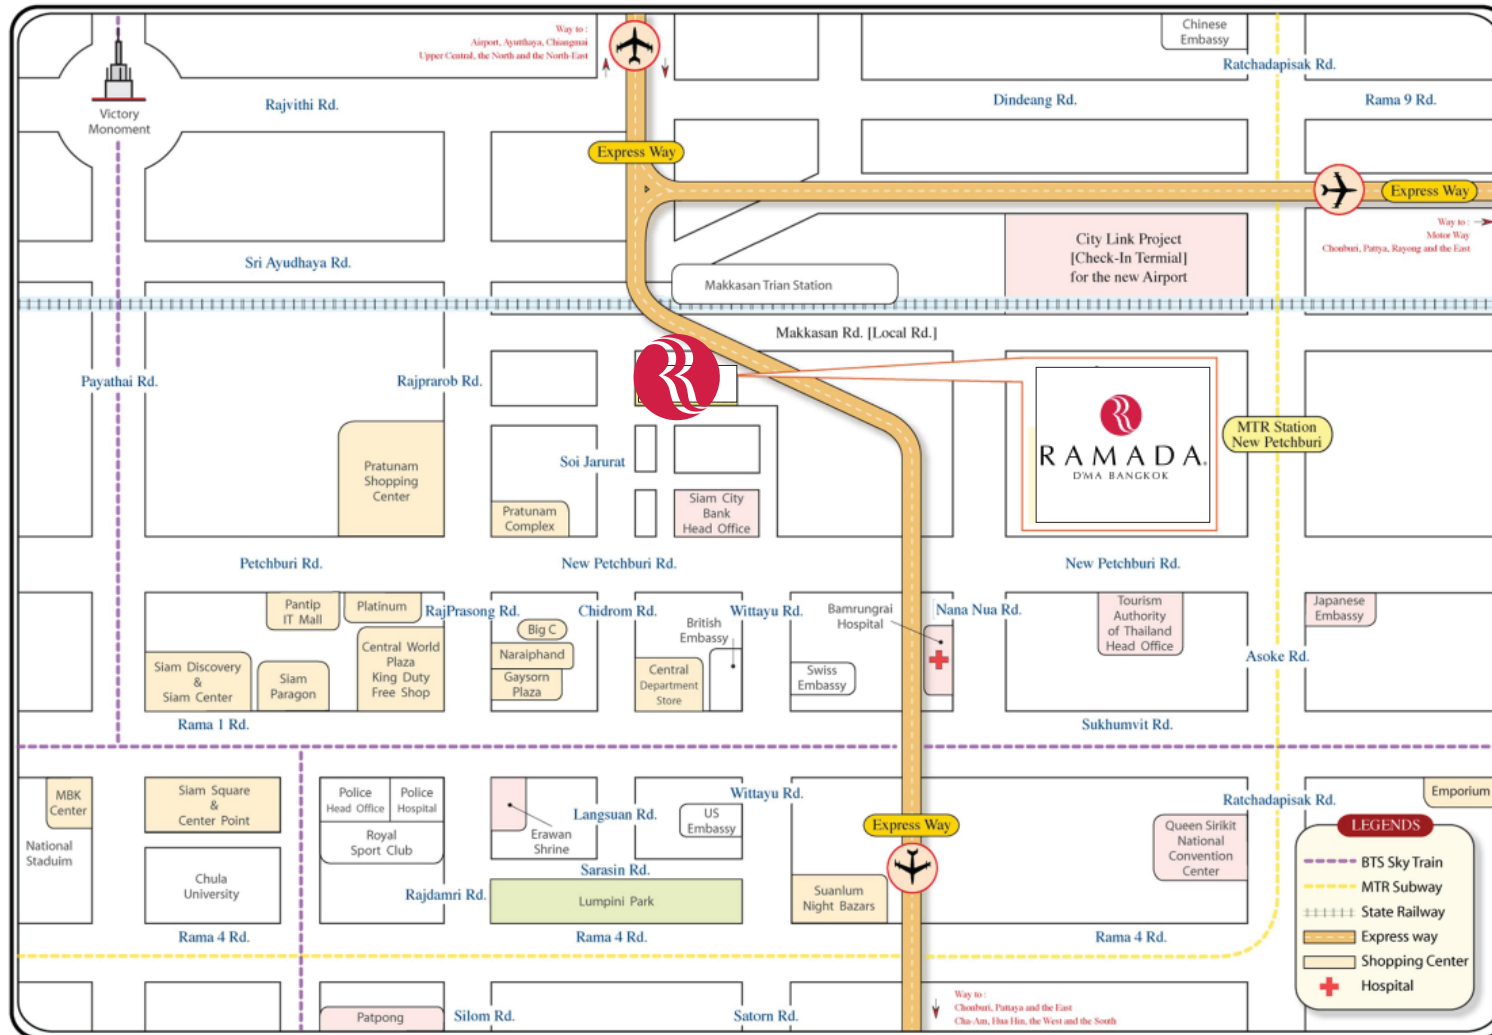 Way to :
Airport, Ayutthaya, Chiangmai
Upper Central, the North and the North-East
Chinese
Embassy
Ratchadapisak Rd.
Victory
Monoment
Rajvithi Rd.
Dindeang Rd.
Rama 9 Rd.
Express Way
Express Way
Way to :
Motor Way
Chonburi, Pattya, Rayong and the East
City Link Project
[Check-In Termial]
for the new Airport
Sri Ayudhaya Rd.
Makkasan Trian Station
Makkasan Rd. [Local Rd.]
Payathai Rd.
Rajprarob Rd.
RAMADA
D'MA BANGKOK
MTR Station
New Petchburi
Pratunam
Shopping
Center
Soi Jarurat
Pratunam
Complex
Siam City
Bank
Head Office
Petchburi Rd.
New Petchburi Rd.
New Petchburi Rd.
Pantip
IT Mall
Platinum
RajPrasong Rd.
Chidrom Rd.
Wittayu Rd.
Bamrungrai
Hospital
Nana Nua Rd.
Tourism
Authority
of Thailand
Head Office
Japanese
Embassy
Big C
British
Embassy
Naraiphand
Gaysorn
Plaza
Central World
Plaza
King Duty
Free Shop
Siam Discovery
&
Siam Center
Siam
Paragon
Central
Department
Store
Swiss
Embassy
Asoke Rd.
Rama 1 Rd.
Sukhumvit Rd.
MBK
Center
Siam Square
&
Center Point
Police
Head Office
Police
Hospital
Royal
Sport Club
Erawan
Shrine
Langsuan Rd.
US
Embassy
Wittayu Rd.
Express Way
Ratchadapisak Rd.
Emporium
National
Staduim
Chula
University
Sarasin Rd.
Rajdamri Rd.
Lumpini Park
Suanlum
Night Bazars
Queen Sirikit
National
Convention
Center
LEGENDS
BTS Sky Train
MTR Subway
State Railway
Express way
Shopping Center
Hospital
Rama 4 Rd.
Rama 4 Rd.
Rama 4 Rd.
Patpong
Silom Rd.
Satorn Rd.
Way to :
Chonburi, Pattaya and the East
Cha-Am, Hua Hin, the West and the South